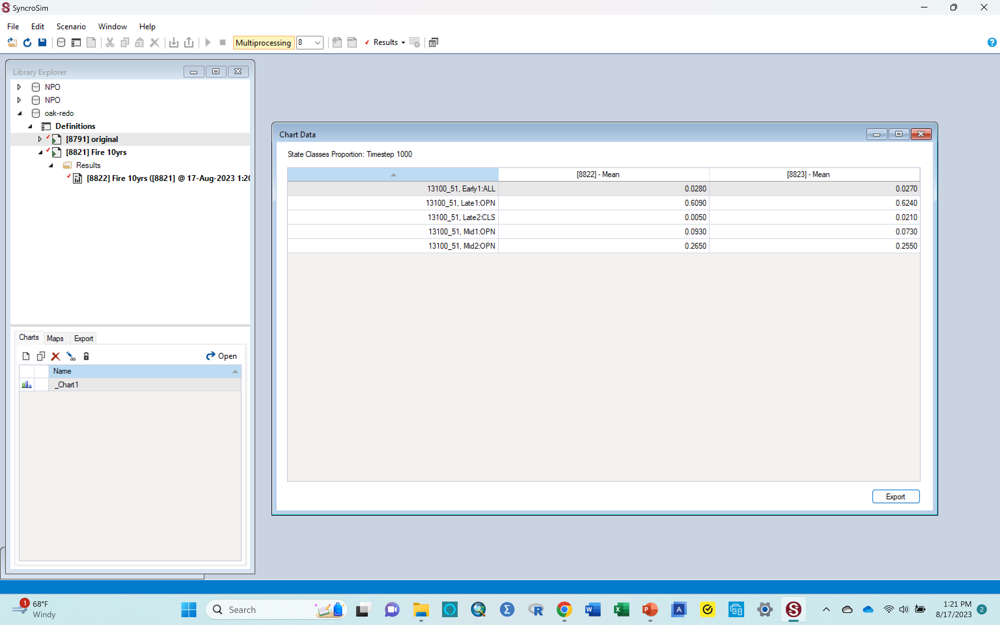 SyncroSim
File Edit Scenario Window Help
Multiprocessing 8 Results
Library Explorer
NPO
NPO
oak-redo
Definitions
[8791] original
[8821] Fire 10yrs
Results
[8822] Fire 10yrs ([8821] @ 17-Aug-2023 1:20
Chart Data
State Classes Proportion: Timestep 1000
[8822] - Mean [8823] - Mean
13100_51, Early1:ALL 0.0280 0.0270
13100_51, Late1:OPN 0.6090 0.6240
13100_51, Late2:CLS 0.0050 0.0210
13100_51, Mid1:OPN 0.0930 0.0730
13100_51, Mid2:OPN 0.2650 0.2550
Export
Charts Maps Export
Open
Name
_Chart1
1 68°F
Windy
Search
1:21 PM
8/17/2023
2